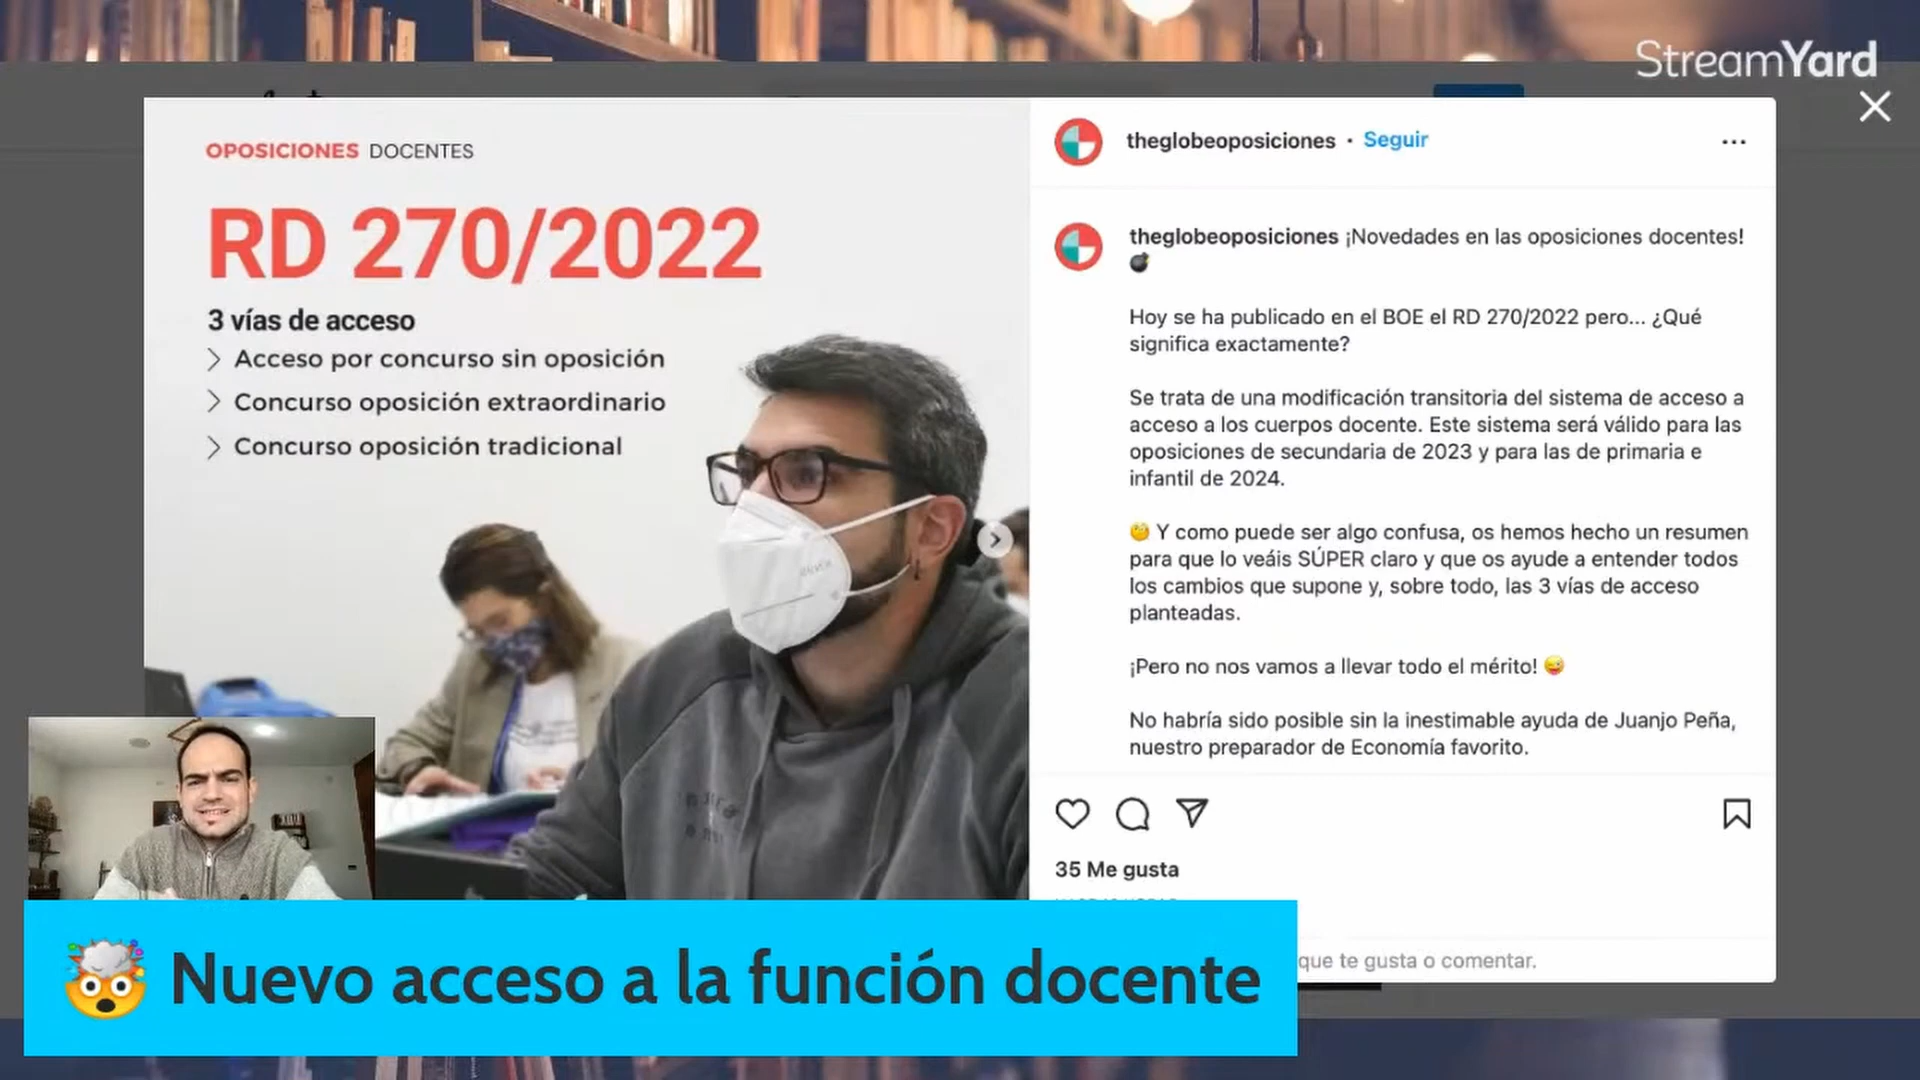 StreamYard
OPOSICIONES DOCENTES
RD 270/2022
3 vías de acceso
Acceso por concurso sin oposición
Concurso oposición extraordinario
Concurso oposición tradicional
theglobeoposiciones • Seguir
theglobeoposiciones ¡Novedades en las oposiciones docentes!
💣
Hoy se ha publicado en el BOE el RD 270/2022 pero... ¿Qué
significa exactamente?
Se trata de una modificación transitoria del sistema de acceso a
acceso a los cuerpos docente. Este sistema será válido para las
oposiciones de secundaria de 2023 y para las de primaria e
infantil de 2024.
🧐 Y como puede ser algo confusa, os hemos hecho un resumen
para que lo veáis SÚPER claro y que os ayude a entender todos
los cambios que supone y, sobre todo, las 3 vías de acceso
planteadas.
¡Pero no nos vamos a llevar todo el mérito! 😜
No habría sido posible sin la inestimable ayuda de Juanjo Peña,
nuestro preparador de Economía favorito.
35 Me gusta
que te gusta o comentar.
🤯 Nuevo acceso a la función docente